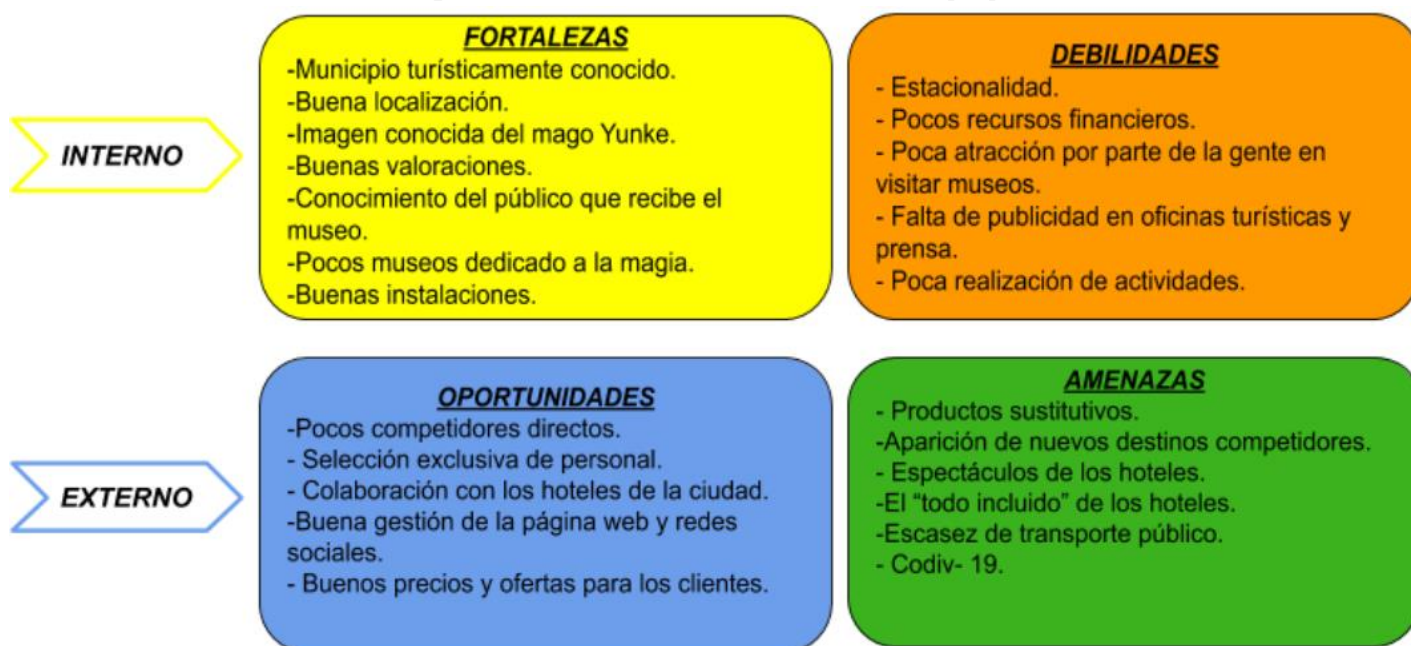 INTERNO
FORTALEZAS
-Municipio turísticamente conocido.
-Buena localización.
-Imagen conocida del mago Yunke.
-Buenas valoraciones.
-Conocimiento del público que recibe el
museo.
-Pocos museos dedicado a la magia.
-Buenas instalaciones.
DEBILIDADES
- Estacionalidad.
- Pocos recursos financieros.
- Poca atracción por parte de la gente en
visitar museos.
- Falta de publicidad en oficinas turísticas y
prensa.
- Poca realización de actividades.
EXTERNO
OPORTUNIDADES
-Pocos competidores directos.
- Selección exclusiva de personal.
- Colaboración con los hoteles de la ciudad.
-Buena gestión de la página web y redes
sociales.
- Buenos precios y ofertas para los clientes.
AMENAZAS
- Productos sustitutivos.
-Aparición de nuevos destinos competidores.
- Espectáculos de los hoteles.
-El “todo incluido” de los hoteles.
-Escasez de transporte público.
- Codiv- 19.